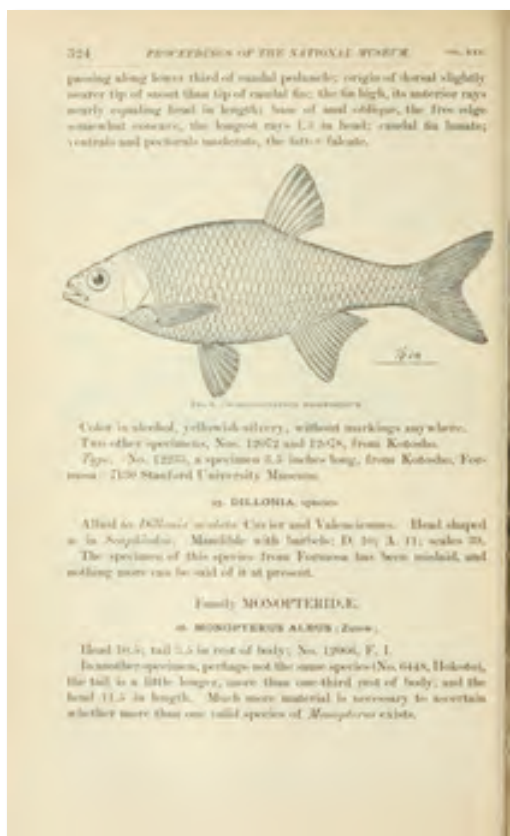 524 PROCEEDINGS OF THE NATIONAL MUSEUM.
passing along lower third of caudal peduncle; origin of dorsal slightly
nearer tip of snout than tip of caudal fin; the fin high, its anterior rays
nearly equaling head in length; base of anal oblique, the free edge
somewhat concave, the longest rays 1.5 in head; caudal fin lunate;
ventrals and pectorals moderate, the latter falcate.
Color in alcohol, yellowish silvery, without markings anywhere.
Two other specimens, Nos. 12072 and 12078, from Kotosho.
Type. No. 12235, a specimen 3.5 inches long, from Kotosho, For-
mosa 7130 Stanford University Museum.
DILLONIA, species
Allied to Dillonia Cuvier and Valenciennes. Head shaped
as in Mandible with barbels; D. 10; A. 11; scales 39.
The specimen of this species from Formosa has been mislaid, and
nothing more can be said of it at present.
Family MONOPTERIDÆ.
MONOPTERUS ALBUS (Zuiew)
Head 10.5; tail 3.5 in rest of body; No. 12066, F. I.
In another specimen, perhaps not the same species (No. 6448, Hokoto),
the tail is a little longer, more than one-third rest of body; and the
head 11.5 in length. Much more material is necessary to ascertain
whether more than one valid species of Monopterus exists.